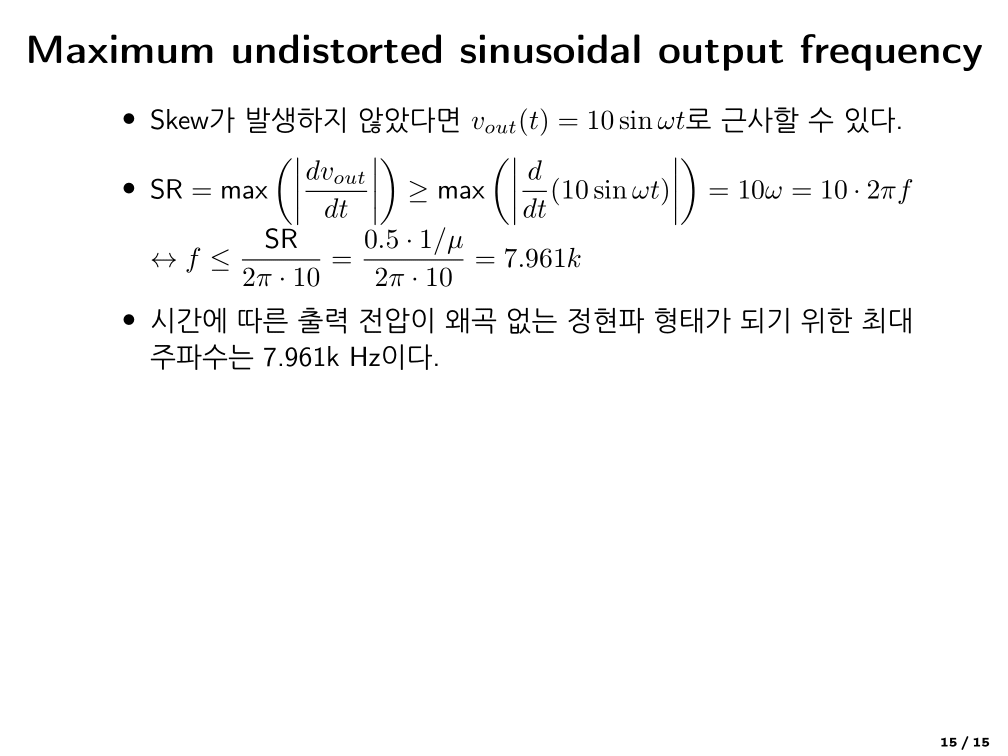 Maximum undistorted sinusoidal output frequency
• Skew가 발생하지 않았다면 $v_{out}(t) = 10 \sin \omega t$로 근사할 수 있다.
• SR = max $\left(\left|\frac{dv_{out}}{dt}\right|\right) \geq$ max $\left(\left|\frac{d}{dt}(10 \sin \omega t)\right|\right) = 10\omega = 10 \cdot 2\pi f$
$\leftrightarrow f \leq \frac{\text{SR}}{2\pi \cdot 10} = \frac{0.5 \cdot 1/\mu}{2\pi \cdot 10} = 7.961k$
• 시간에 따른 출력 전압이 왜곡 없는 정현파 형태가 되기 위한 최대
주파수는 7.961k Hz이다.
15 / 15